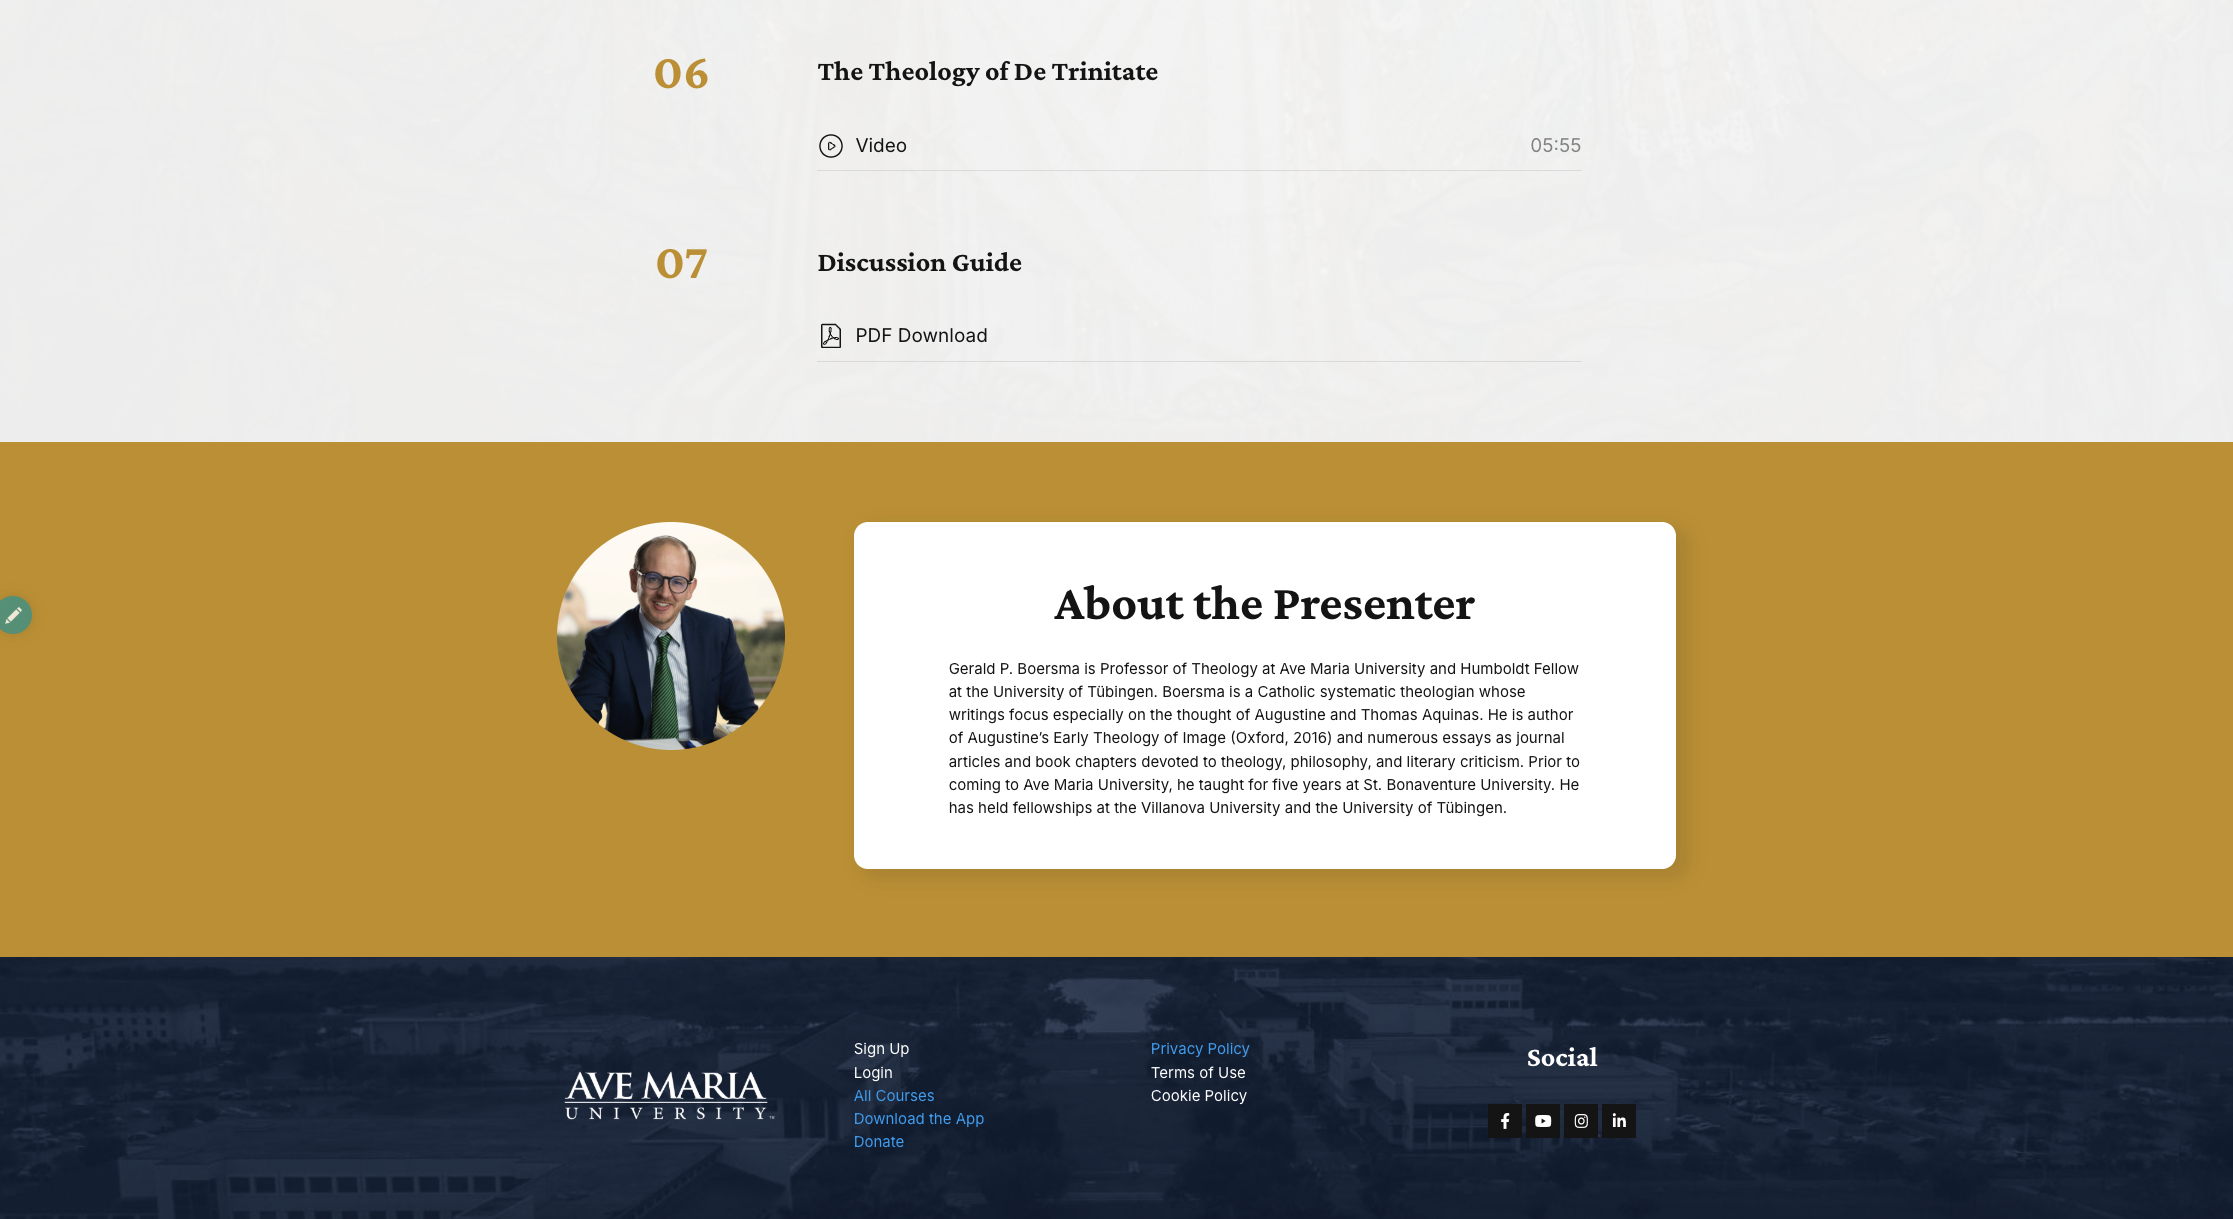 06
The Theology of De Trinitate
Video
05:55
07
Discussion Guide
PDF Download
About the Presenter
Gerald P. Boersma is Professor of Theology at Ave Maria University and Humboldt Fellow
at the University of Tübingen. Boersma is a Catholic systematic theologian whose
writings focus especially on the thought of Augustine and Thomas Aquinas. He is author
of Augustine’s Early Theology of Image (Oxford, 2016) and numerous essays as journal
articles and book chapters devoted to theology, philosophy, and literary criticism. Prior to
coming to Ave Maria University, he taught for five years at St. Bonaventure University. He
has held fellowships at the Villanova University and the University of Tübingen.
AVE MARIA
UNIVERSITY™
Sign Up
Login
All Courses
Download the App
Donate
Privacy Policy
Terms of Use
Cookie Policy
Social